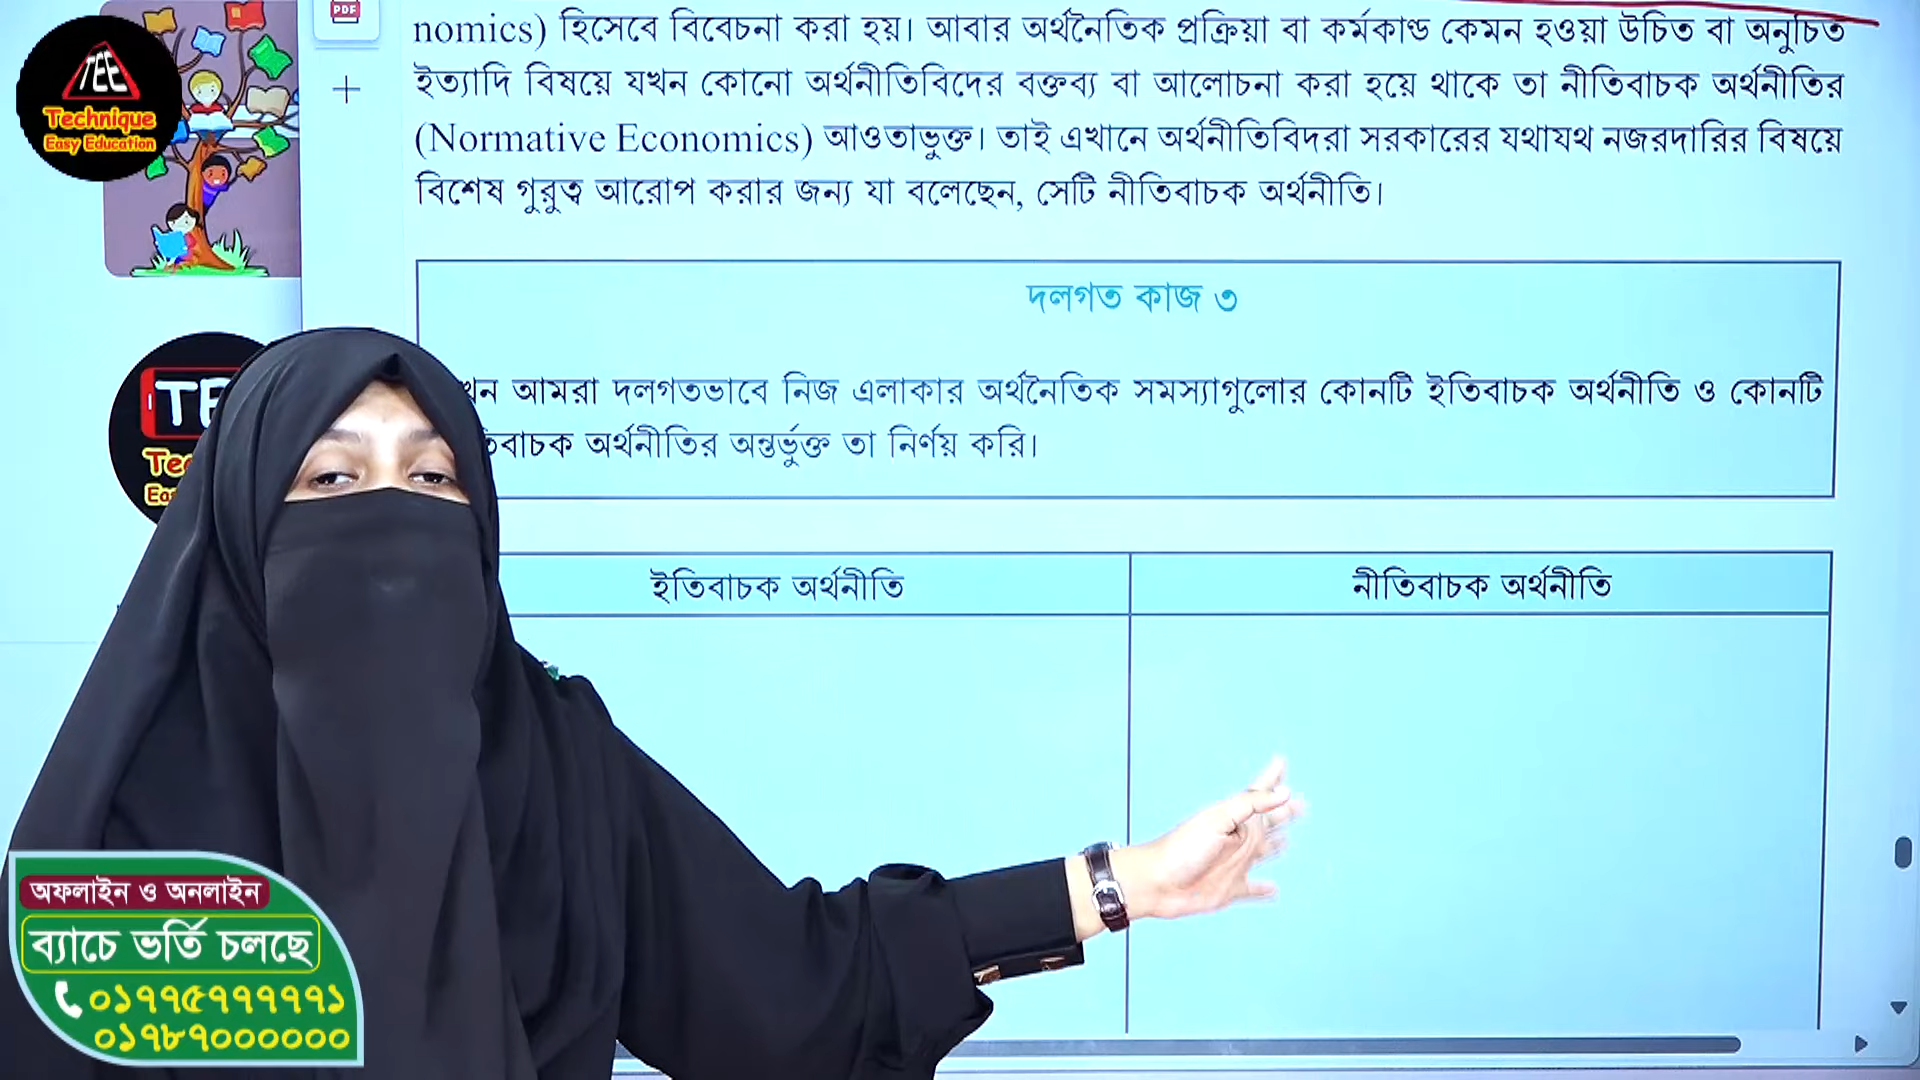 nomics) হিসেবে বিবেচনা করা হয়। আবার অর্থনৈতিক প্রক্রিয়া বা কর্মকাণ্ড কেমন হওয়া উচিত বা অনুচিত
ইত্যাদি বিষয়ে যখন কোনো অর্থনীতিবিদের বক্তব্য বা আলোচনা করা হয়ে থাকে তা নীতিবাচক অর্থনীতির
(Normative Economics) আওতাভুক্ত। তাই এখানে অর্থনীতিবিদরা সরকারের যথাযথ নজরদারির বিষয়ে
বিশেষ গুরুত্ব আরোপ করার জন্য যা বলেছেন, সেটি নীতিবাচক অর্থনীতি।
দলগত কাজ ৩
আমরা দলগতভাবে নিজ এলাকার অর্থনৈতিক সমস্যাগুলোর কোনটি ইতিবাচক অর্থনীতি ও কোনটি
অর্থনীতির অন্তর্ভুক্ত তা নির্ণয় করি।
ইতিবাচক অর্থনীতি
নীতিবাচক অর্থনীতি
PDF
TEE
Technique
Easy Education
অফলাইন ও অনলাইন
ব্যাচে ভর্তি চলছে
০১৭৭৫৭৭৭৭৭১
০১৭৮৭০০০০০০